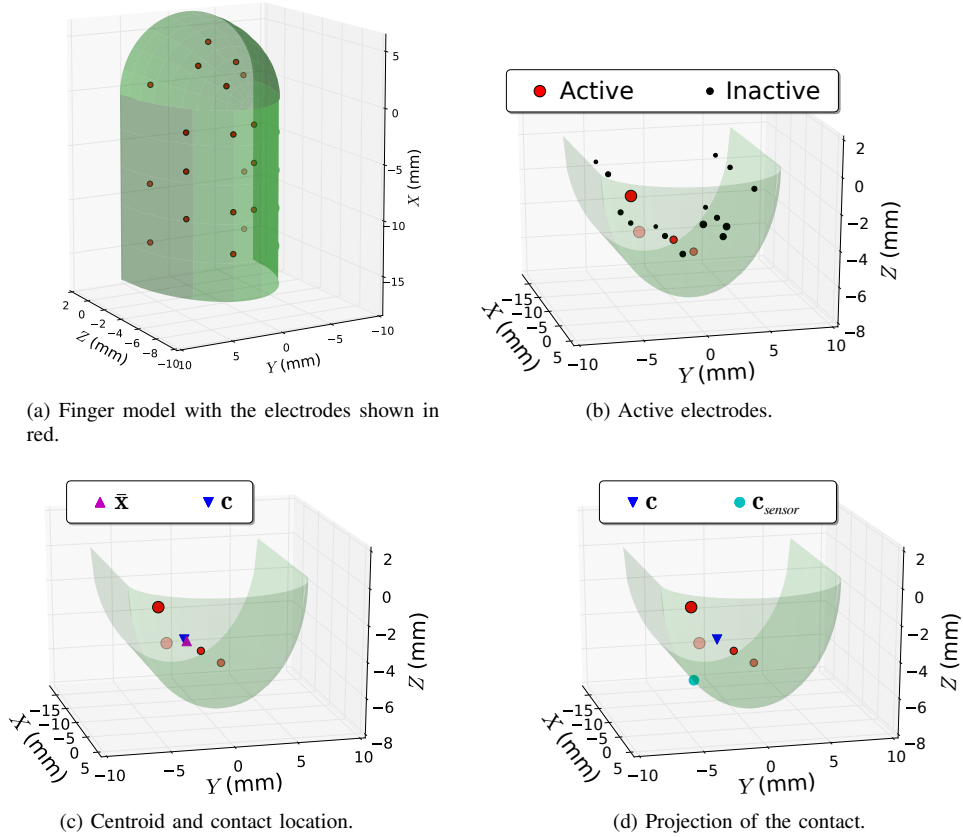 5
0
−5
−10
−15
X (mm)
2
0
−2
−4
−6
−8
−10
Z (mm)
10
5
0
−5
−10
Y (mm)
(a) Finger model with the electrodes shown in
red.
Active Inactive
2
0
−2
−4
−6
−8
Z (mm)
−15
−10
−5
0
5
X (mm)
−10 −5 0 5 10
Y (mm)
(b) Active electrodes.
x̄ c
2
0
−2
−4
−6
−8
Z (mm)
−15
−10
−5
0
5
X (mm)
−10 −5 0 5 10
Y (mm)
(c) Centroid and contact location.
c c_sensor
2
0
−2
−4
−6
−8
Z (mm)
−15
−10
−5
0
5
X (mm)
−10 −5 0 5 10
Y (mm)
(d) Projection of the contact.